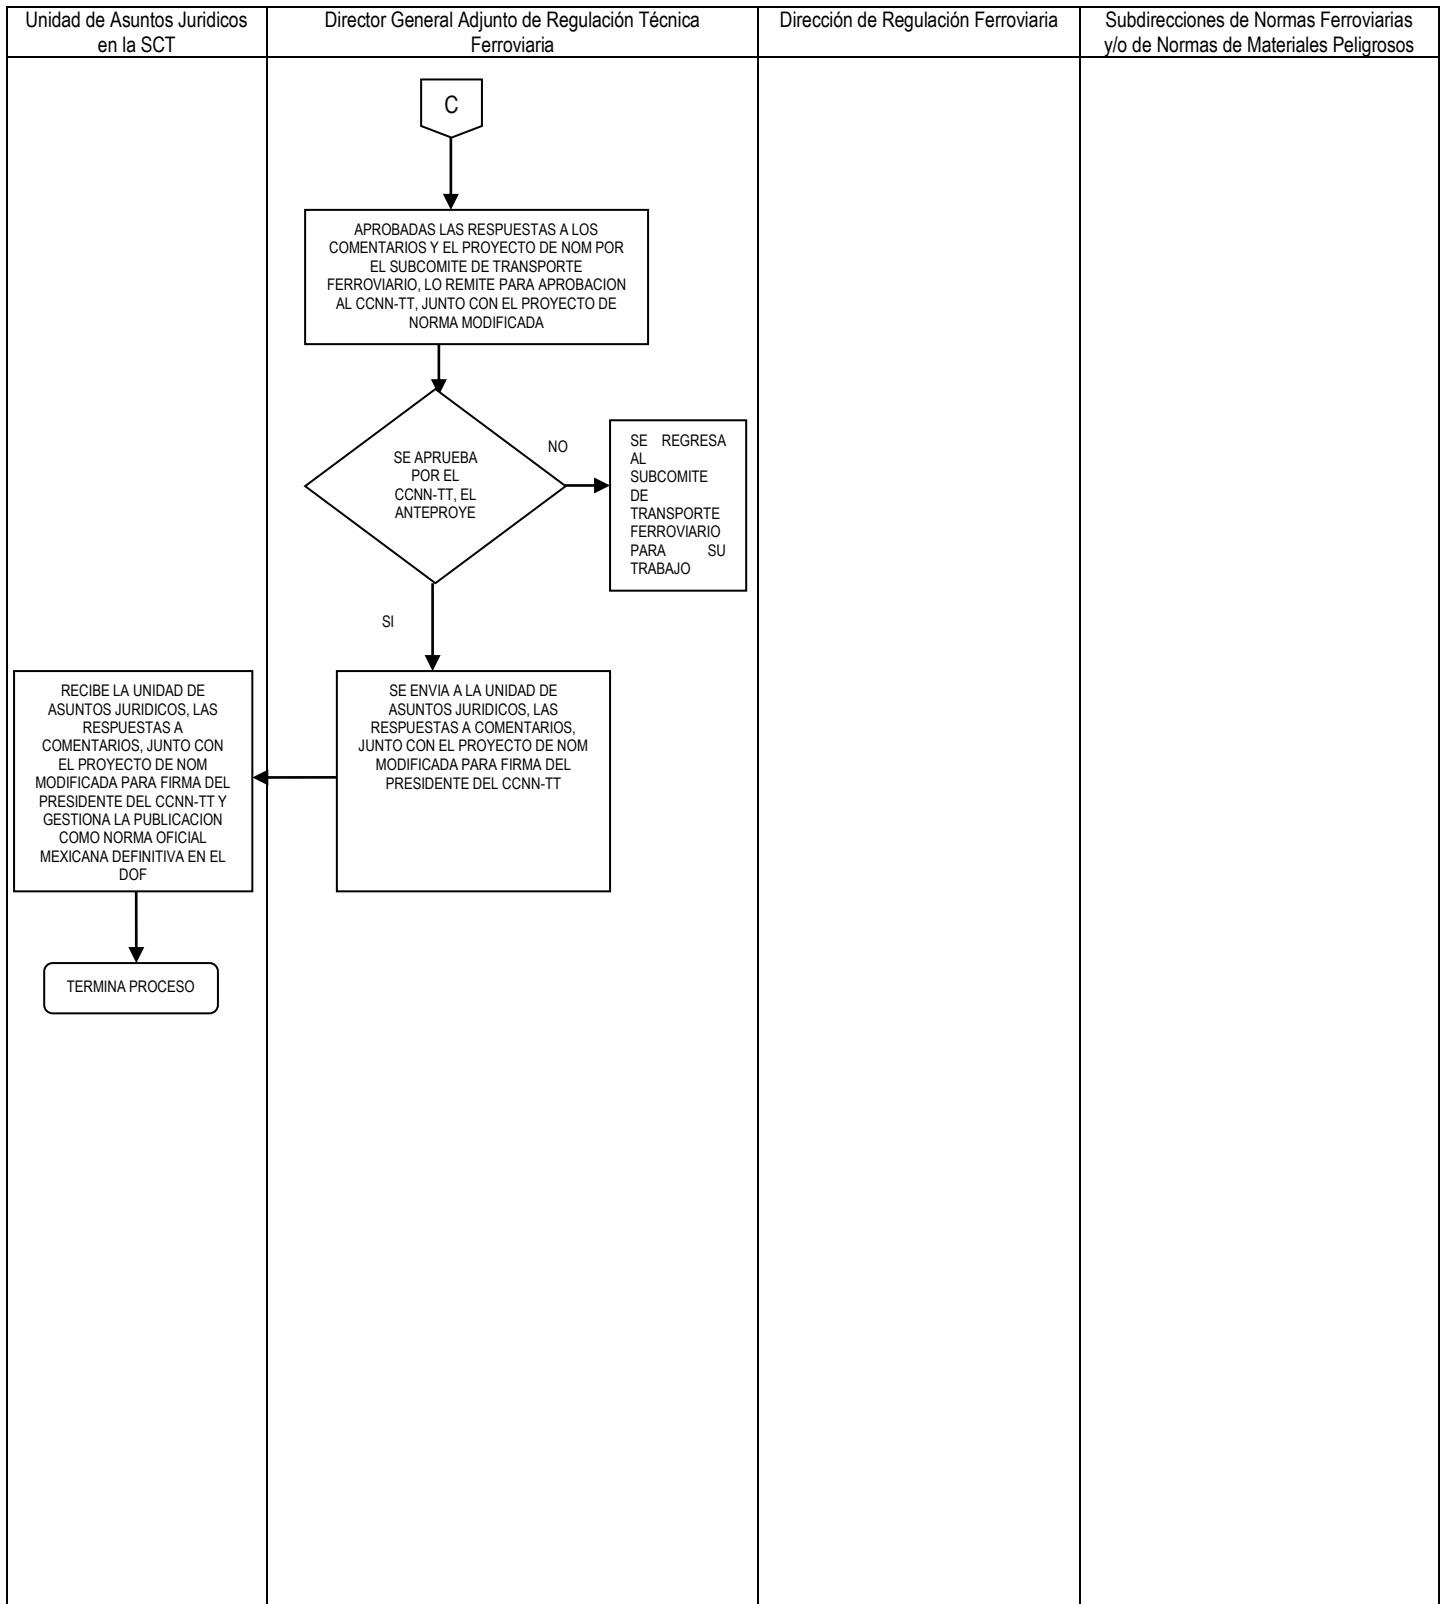 Unidad de Asuntos Juridicos
en la SCT
Director General Adjunto de Regulación Técnica
Ferroviaria
Dirección de Regulación Ferroviaria
Subdirecciones de Normas Ferroviarias
y/o de Normas de Materiales Peligrosos
C
APROBADAS LAS RESPUESTAS A LOS
COMENTARIOS Y EL PROYECTO DE NOM POR
EL SUBCOMITE DE TRANSPORTE
FERROVIARIO, LO REMITE PARA APROBACION
AL CCNN-TT, JUNTO CON EL PROYECTO DE
NORMA MODIFICADA
SE APRUEBA
POR EL
CCNN-TT, EL
ANTEPROYE
NO
SE REGRESA
AL
SUBCOMITE
DE
TRANSPORTE
FERROVIARIO
PARA SU
TRABAJO
SI
RECIBE LA UNIDAD DE
ASUNTOS JURIDICOS, LAS
RESPUESTAS A
COMENTARIOS, JUNTO CON
EL PROYECTO DE NOM
MODIFICADA PARA FIRMA DEL
PRESIDENTE DEL CCNN-TT Y
GESTIONA LA PUBLICACION
COMO NORMA OFICIAL
MEXICANA DEFINITIVA EN EL
DOF
SE ENVIA A LA UNIDAD DE
ASUNTOS JURIDICOS, LAS
RESPUESTAS A COMENTARIOS,
JUNTO CON EL PROYECTO DE NOM
MODIFICADA PARA FIRMA DEL
PRESIDENTE DEL CCNN-TT
TERMINA PROCESO